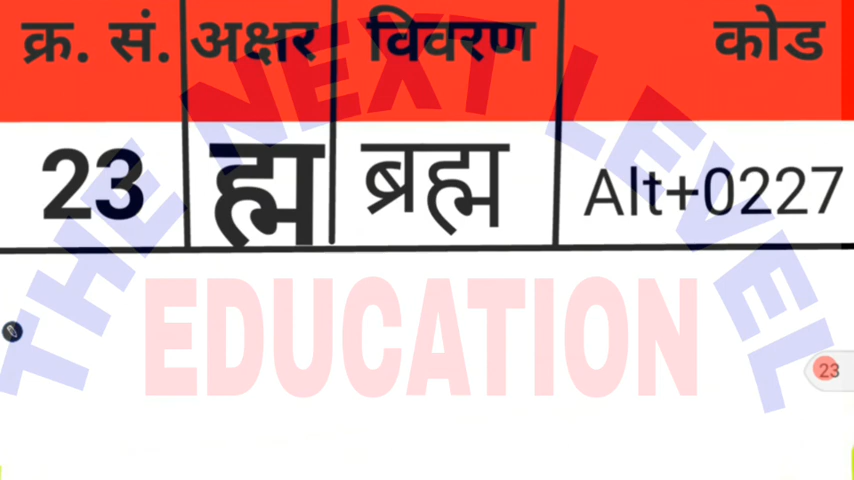 क्र. सं. अक्षर विवरण कोड
23 ह्म ब्रह्म Alt+0227
THE NEXT LEVEL
EDUCATION
23